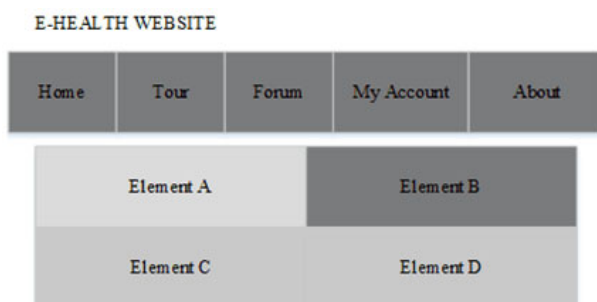 E-HEALTH WEBSITE
Home Tour Forum My Account About
Element A Element B
Element C Element D